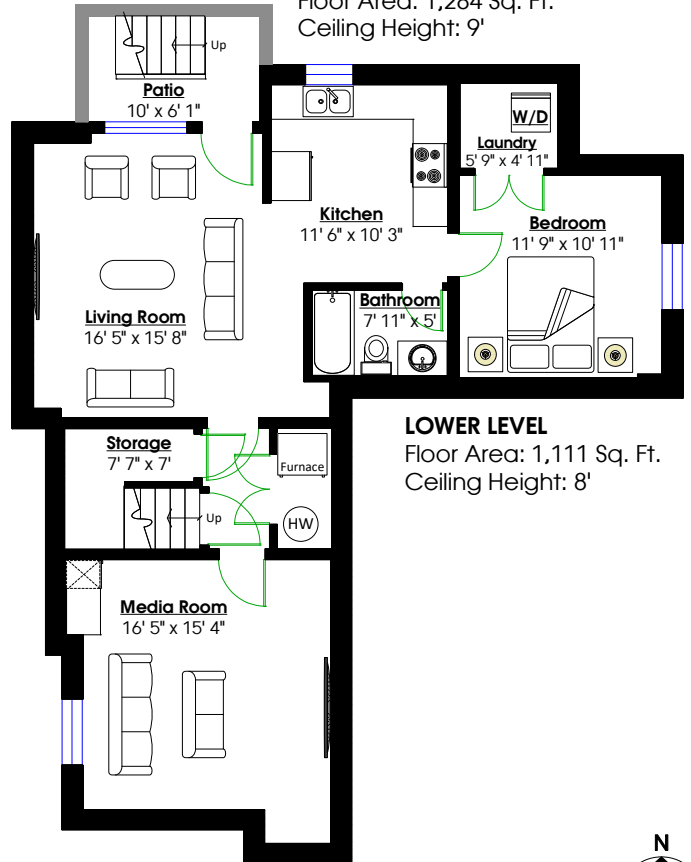 Floor Area: 1,264 Sq. Ft.
Ceiling Height: 9'
Up
Patio
10' x 6' 1"
W/D
Laundry
5' 9" x 4' 11"
Kitchen
11' 6" x 10' 3"
Bedroom
11' 9" x 10' 11"
Living Room
16' 5" x 15' 8"
Bathroom
7' 11" x 5'
LOWER LEVEL
Floor Area: 1,111 Sq. Ft.
Ceiling Height: 8'
Storage
7' 7" x 7'
Furnace
Up
HW
Media Room
16' 5" x 15' 4"
N